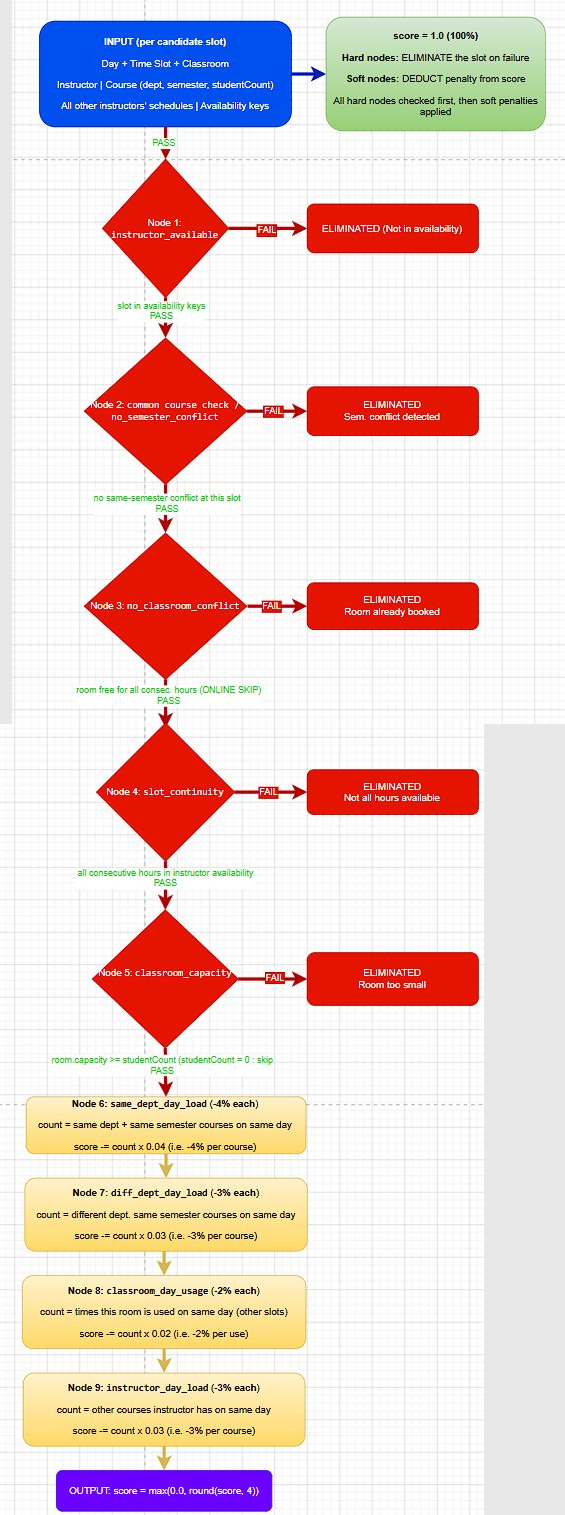 INPUT (per candidate slot)
Day + Time Slot + Classroom
Instructor | Course (dept, semester, studentCount)
All other instructors' schedules | Availability keys
score = 1.0 (100%)
Hard nodes: ELIMINATE the slot on failure
Soft nodes: DEDUCT penalty from score
All hard nodes checked first, then soft penalties
applied
PASS
Node 1:
instructor_available
FAIL
ELIMINATED (Not in availability)
slot in availability keys
PASS
Node 2: common course check /
no_semester_conflict
FAIL
ELIMINATED
Sem. conflict detected
no same-semester conflict at this slot
PASS
Node 3: no_classroom_conflict
FAIL
ELIMINATED
Room already booked
room free for all consec. hours (ONLINE SKIP)
PASS
Node 4: slot_continuity
FAIL
ELIMINATED
Not all hours available
all consecutive hours in instructor availability
PASS
Node 5: classroom_capacity
FAIL
ELIMINATED
Room too small
room.capacity >= studentCount (studentCount = 0 : skip
PASS
Node 6: same_dept_day_load (-4% each)
count = same dept + same semester courses on same day
score -= count x 0.04 (i.e. -4% per course)
Node 7: diff_dept_day_load (-3% each)
count = different dept. same semester courses on same day
score -= count x 0.03 (i.e. -3% per course)
Node 8: classroom_day_usage (-2% each)
count = times this room is used on same day (other slots)
score -= count x 0.02 (i.e. -2% per use)
Node 9: instructor_day_load (-3% each)
count = other courses instructor has on same day
score -= count x 0.03 (i.e. -3% per course)
OUTPUT: score = max(0.0, round(score, 4))